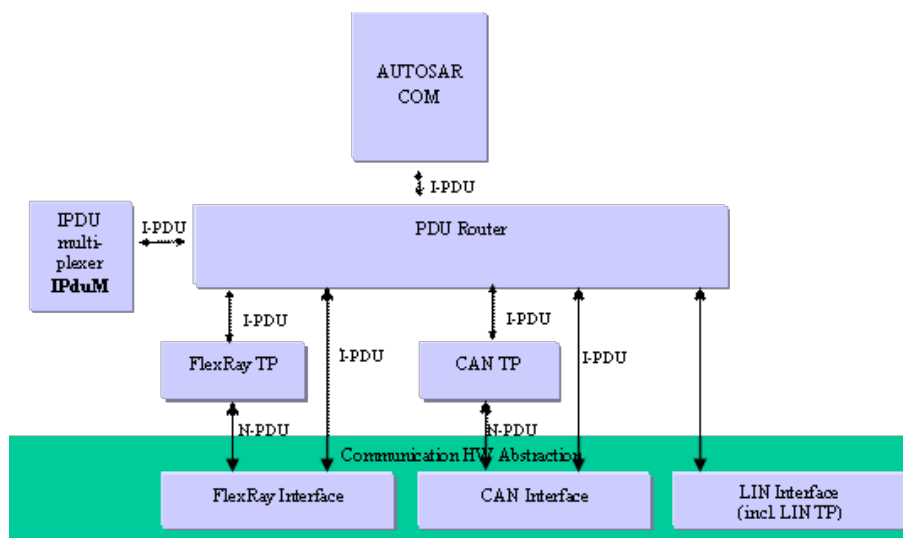 AUTOSAR
COM
I-PDU
IPDU
multi-
plexer
IPduM
I-PDU
PDU Router
I-PDU
I-PDU
I-PDU
I-PDU
FlexRay TP
CAN TP
N-PDU
N-PDU
Communication HW Abstraction
FlexRay Interface
CAN Interface
LIN Interface
(incl. LIN TP)